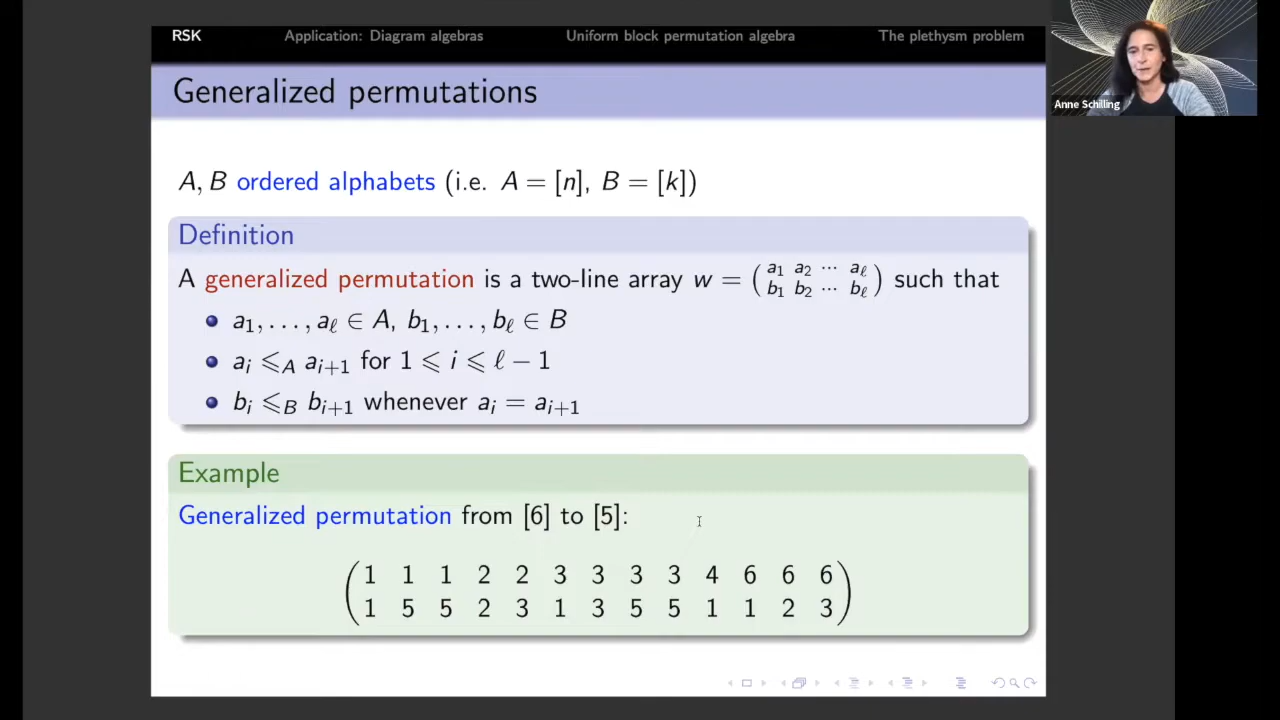 RSK Application: Diagram algebras Uniform block permutation algebra The plethysm problem
Generalized permutations
Anne Schilling
A, B ordered alphabets (i.e. A = [n], B = [k])
Definition
A generalized permutation is a two-line array w = (a₁ a₂ ⋯ aℓ / b₁ b₂ ⋯ bℓ) such that
• a₁, . . . , aℓ ∈ A, b₁, . . . , bℓ ∈ B
• aᵢ ⩽_A aᵢ₊₁ for 1 ⩽ i ⩽ ℓ − 1
• bᵢ ⩽_B bᵢ₊₁ whenever aᵢ = aᵢ₊₁
Example
Generalized permutation from [6] to [5]:
1 1 1 2 2 3 3 3 3 4 6 6 6
1 5 5 2 3 1 3 5 5 1 1 2 3